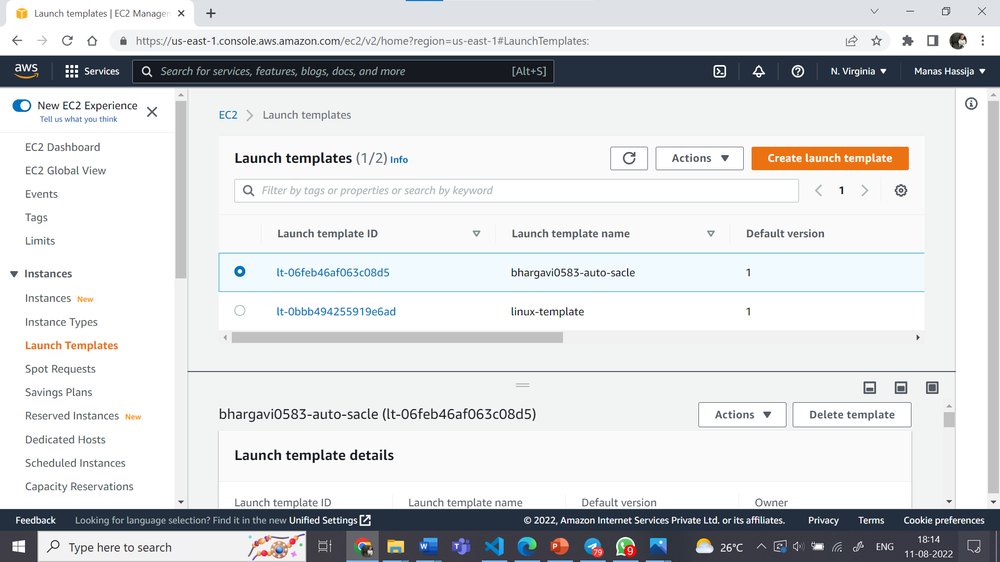 Launch templates | EC2 Managem
https://us-east-1.console.aws.amazon.com/ec2/v2/home?region=us-east-1#LaunchTemplates:
aws
Services
Search for services, features, blogs, docs, and more
[Alt+S]
N. Virginia
Manas Hassija
New EC2 Experience
Tell us what you think
EC2 Dashboard
EC2 Global View
Events
Tags
Limits
Instances
Instances New
Instance Types
Launch Templates
Spot Requests
Savings Plans
Reserved Instances New
Dedicated Hosts
Scheduled Instances
Capacity Reservations
EC2
Launch templates
Launch templates (1/2) Info
Actions
Create launch template
Filter by tags or properties or search by keyword
1
Launch template ID
Launch template name
Default version
lt-06feb46af063c08d5
bhargavi0583-auto-sacle
1
lt-0bbb494255919e6ad
linux-template
1
bhargavi0583-auto-sacle (lt-06feb46af063c08d5)
Actions
Delete template
Launch template details
Launch template ID
Launch template name
Default version
Owner
Feedback
Looking for language selection? Find it in the new Unified Settings
© 2022, Amazon Internet Services Private Ltd. or its affiliates.
Privacy
Terms
Cookie preferences
Type here to search
W
T
P
79
9
26°C
ENG
18:14
11-08-2022